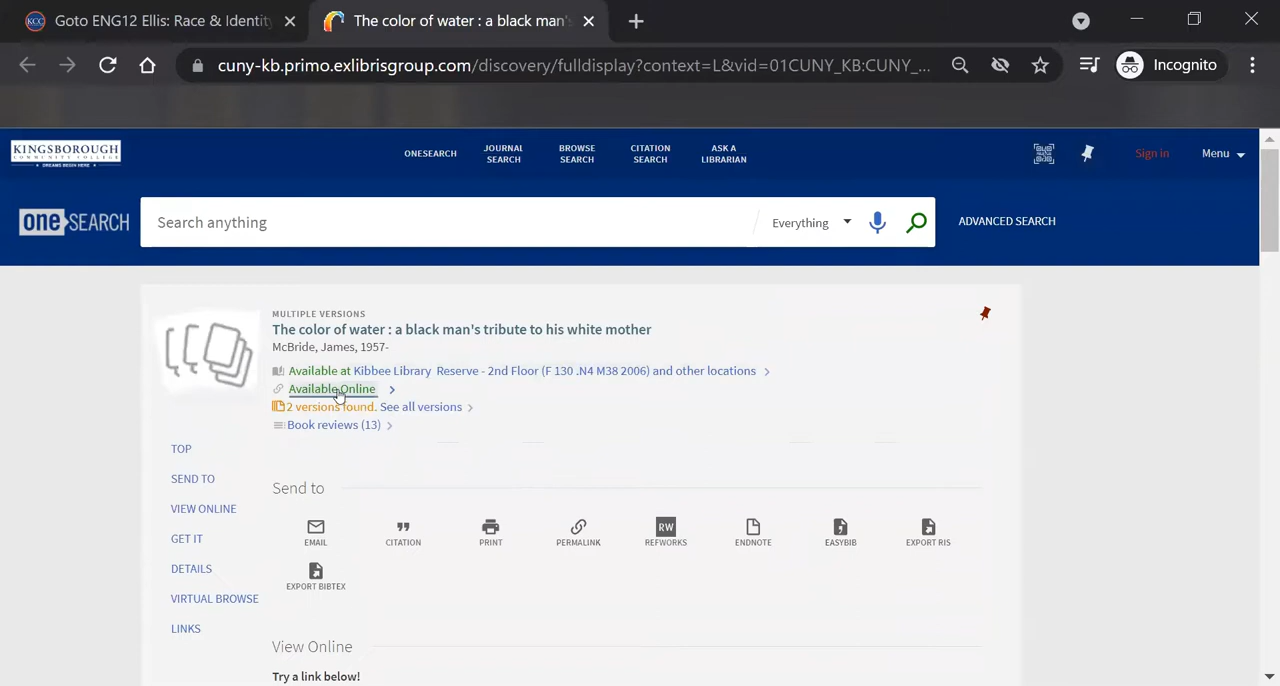 KCC Goto ENG12 Ellis: Race & Identity
The color of water : a black man's
cuny-kb.primo.exlibrisgroup.com/discovery/fulldisplay?context=L&vid=01CUNY_KB:CUNY_...
Incognito
KINGSBOROUGH
COMMUNITY COLLEGE
DREAMS BEGIN HERE
ONESEARCH
JOURNAL
SEARCH
BROWSE
SEARCH
CITATION
SEARCH
ASK A
LIBRARIAN
Sign in
Menu
one SEARCH
Search anything
Everything
ADVANCED SEARCH
MULTIPLE VERSIONS
The color of water : a black man's tribute to his white mother
McBride, James, 1957-
Available at Kibbee Library Reserve - 2nd Floor (F 130 .N4 M38 2006) and other locations >
Available Online >
2 versions found. See all versions >
Book reviews (13) >
TOP
SEND TO
VIEW ONLINE
GET IT
DETAILS
VIRTUAL BROWSE
LINKS
Send to
EMAIL
CITATION
PRINT
PERMALINK
RW
REFWORKS
ENDNOTE
EASYBIB
EXPORT RIS
EXPORT BIBTEX
View Online
Try a link below!